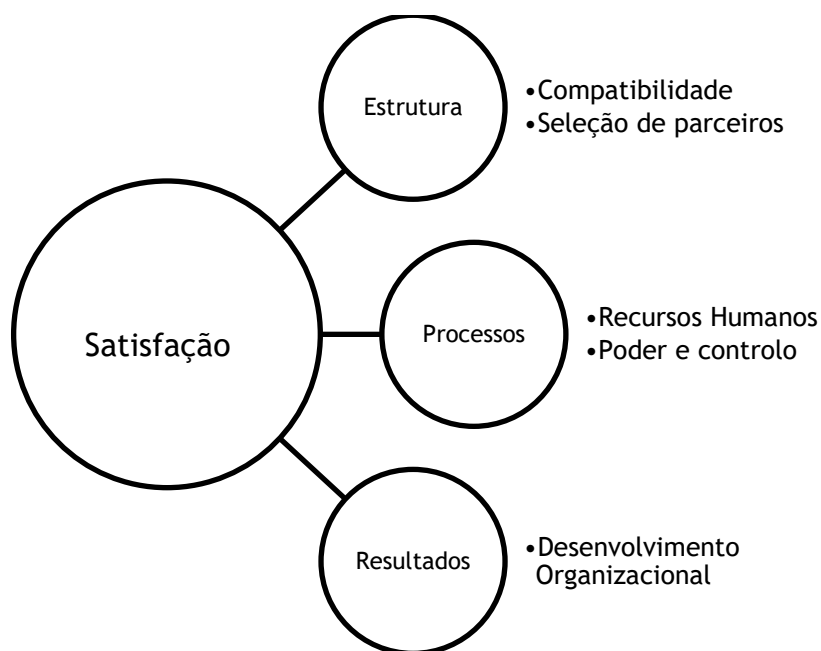 Estrutura
•Compatibilidade
•Seleção de parceiros
Satisfação
Processos
•Recursos Humanos
•Poder e controlo
Resultados
•Desenvolvimento
Organizacional